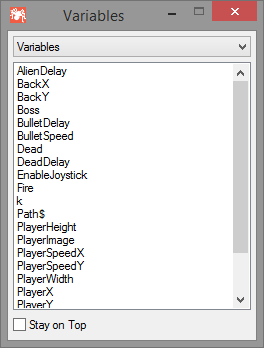 Variables
Variables
AlienDelay
BackX
BackY
Boss
BulletDelay
BulletSpeed
Dead
DeadDelay
EnableJoystick
Fire
k
Path$
PlayerHeight
PlayerImage
PlayerSpeedX
PlayerSpeedY
PlayerWidth
PlayerX
PlayerY
Stay on Top